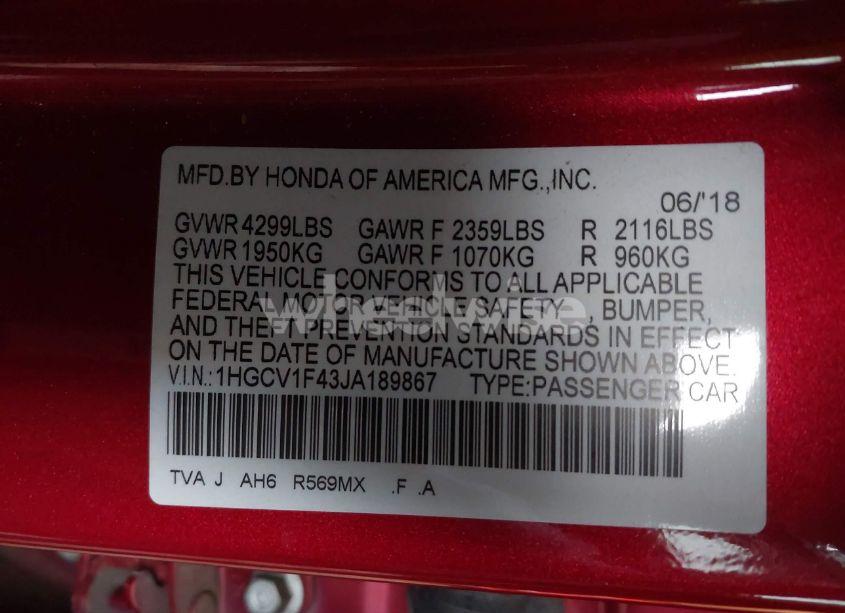 MFD.BY HONDA OF AMERICA MFG.,INC.
06/'18
GVWR 4299LBS GAWR F 2359LBS R 2116LBS
GVWR 1950KG GAWR F 1070KG R 960KG
THIS VEHICLE CONFORMS TO ALL APPLICABLE
FEDERAL MOTOR VEHICLE SAFETY, BUMPER,
AND THEFT PREVENTION STANDARDS IN EFFECT
ON THE DATE OF MANUFACTURE SHOWN ABOVE.
V.I.N.:1HGCV1F43JA189867 TYPE:PASSENGER CAR
TVA J AH6 R569MX .F .A
wheelwise